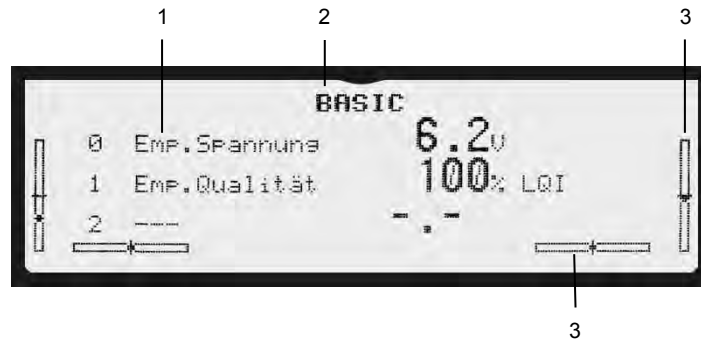 1 2 3
BASIC
0 Emp.Spannung 6.2V
1 Emp.Qualität 100% LQI
2 --- -.-
3